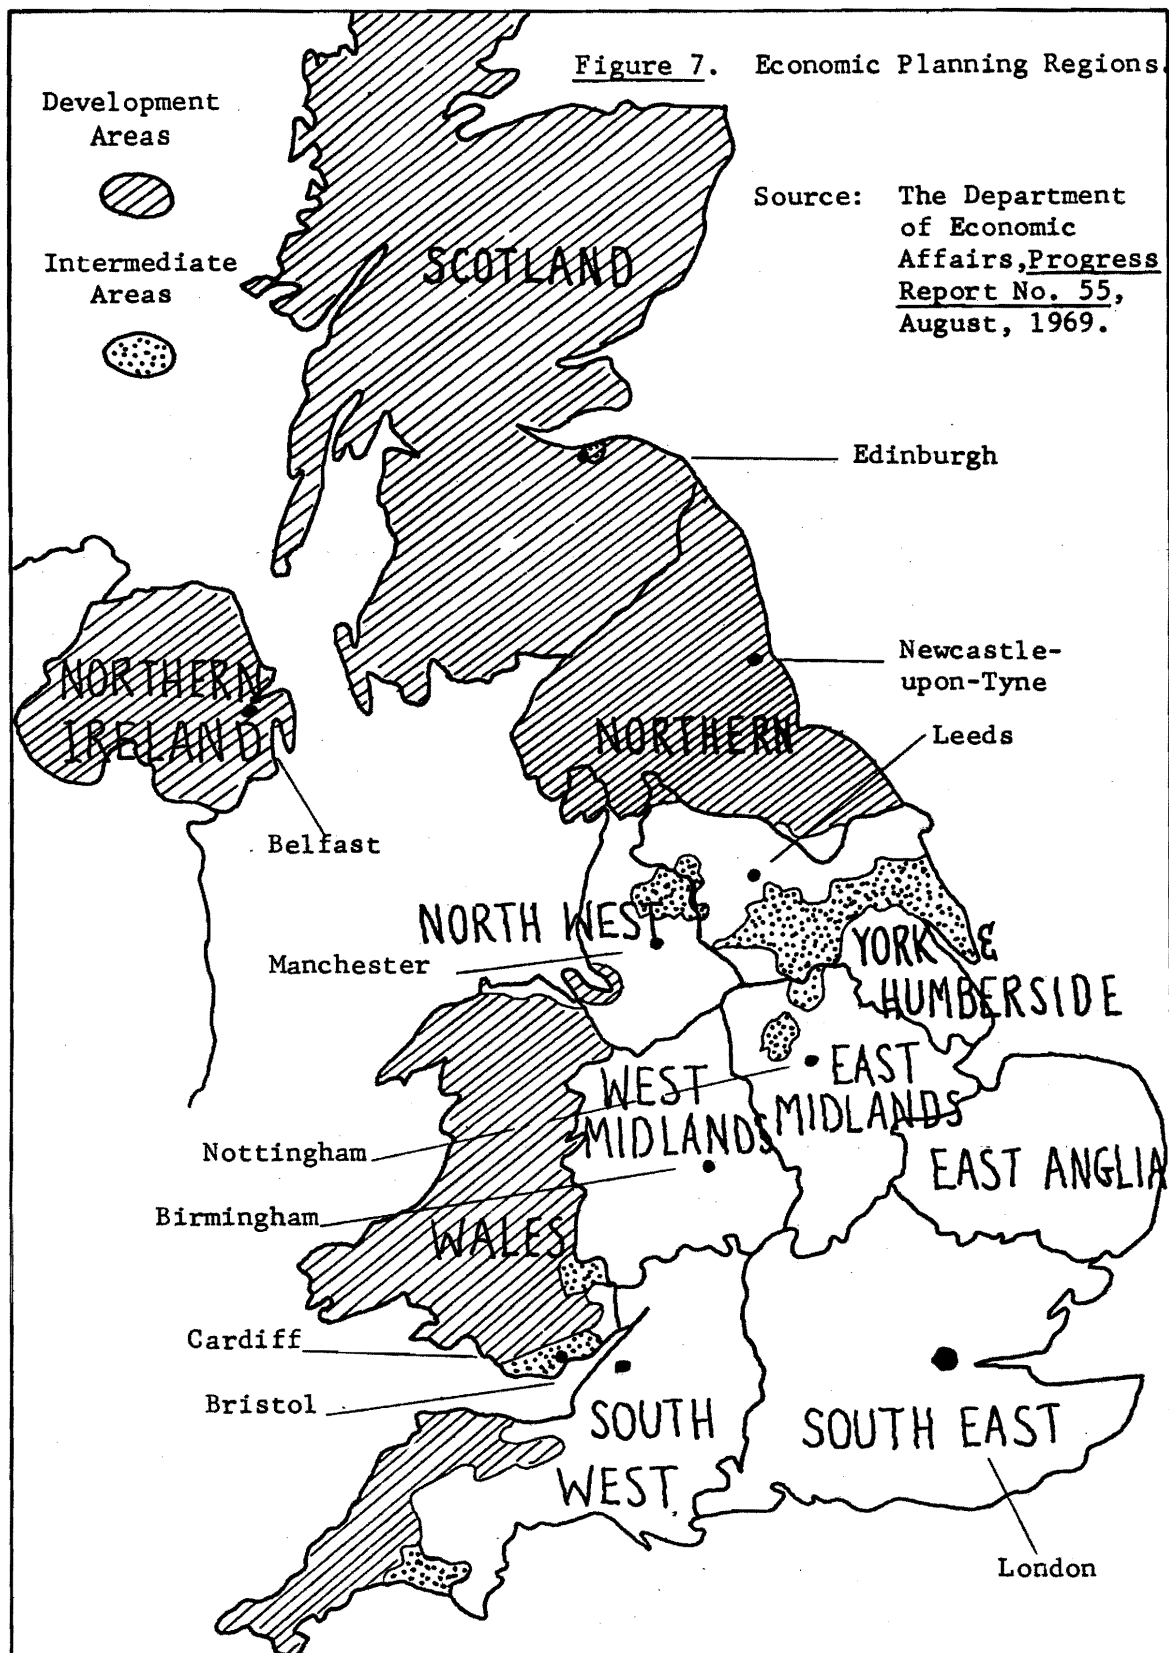 Figure 7. Economic Planning Regions.
Development
Areas
Intermediate
Areas
Source: The Department
of Economic
Affairs,Progress
Report No. 55,
August, 1969.
SCOTLAND
Edinburgh
NORTHERN
IRELAND
Newcastle-
upon-Tyne
NORTHERN
Leeds
Belfast
NORTH WEST
Manchester
YORK &
HUMBERSIDE
WEST
MIDLANDS
EAST
MIDLANDS
Nottingham
EAST ANGLIA
Birmingham
WALES
Cardiff
Bristol
SOUTH
WEST
SOUTH EAST
London